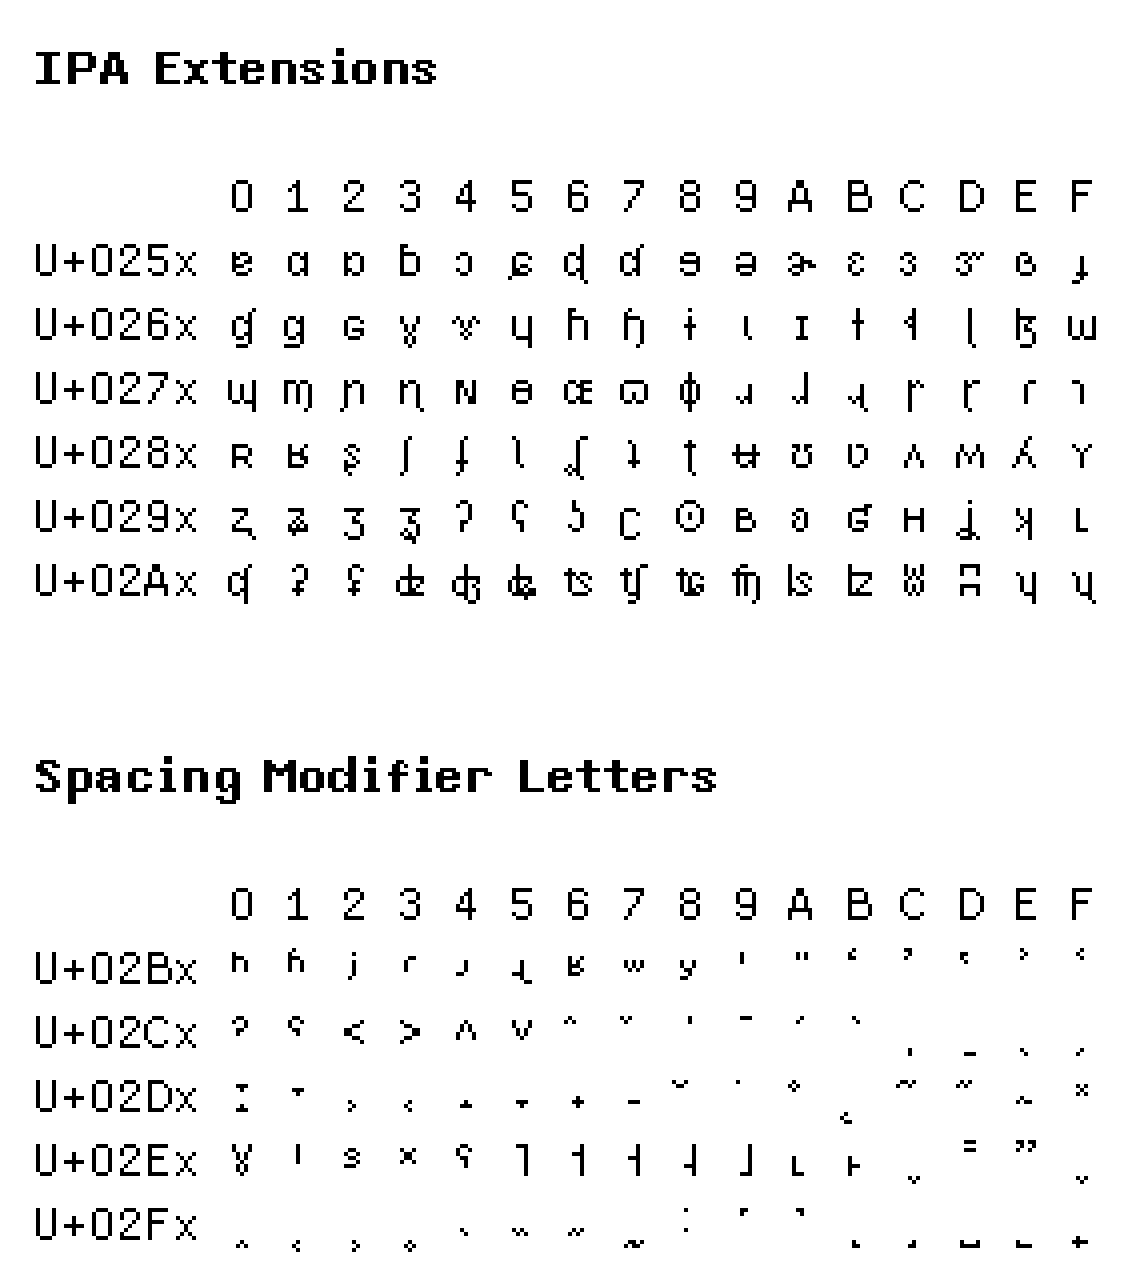 IPA Extensions
0 1 2 3 4 5 6 7 8 9 A B C D E F
U+025x ɐ ɑ ɒ ɓ ɔ ɕ ɖ ɗ ɘ ə ɚ ɛ ɜ ɝ ɞ ɟ
U+026x ɠ ɡ ɢ ɣ ɤ ɥ ɦ ɧ ɨ ɩ ɪ ɫ ɬ ɭ ɮ ɯ
U+027x ɰ ɱ ɲ ɳ ɴ ɵ ɶ ɷ ɸ ɹ ɺ ɻ ɼ ɽ ɾ ɿ
U+028x ʀ ʁ ʂ ʃ ʄ ʅ ʆ ʇ ʈ ʉ ʊ ʋ ʌ ʍ ʎ ʏ
U+029x ʐ ʑ ʒ ʓ ʔ ʕ ʖ ʗ ʘ ʙ ʚ ʛ ʜ ʝ ʞ ʟ
U+02Ax ʠ ʡ ʢ ʣ ʤ ʥ ʦ ʧ ʨ ʩ ʪ ʫ ʬ ʭ ʮ ʯ
Spacing Modifier Letters
0 1 2 3 4 5 6 7 8 9 A B C D E F
U+02Bx ʰ ʱ ʲ ʳ ʴ ʵ ʶ ʷ ʸ ʹ ʺ ʻ ʼ ʽ ʾ ʿ
U+02Cx ˀ ˁ ˂ ˃ ˄ ˅ ˆ ˇ ˈ ˉ ˊ ˋ ˌ ˍ ˎ ˏ
U+02Dx ː ˑ ˒ ˓ ˔ ˕ ˖ ˗ ˘ ˙ ˚ ˛ ˜ ˝ ˞ ˟
U+02Ex ˠ ˡ ˢ ˣ ˤ ˥ ˦ ˧ ˨ ˩ ˪ ˫ ˬ ˭ ˮ ˯
U+02Fx ˰ ˱ ˲ ˳ ˴ ˵ ˶ ˷ ˸ ˹ ˺ ˻ ˼ ˽ ˾ ˿